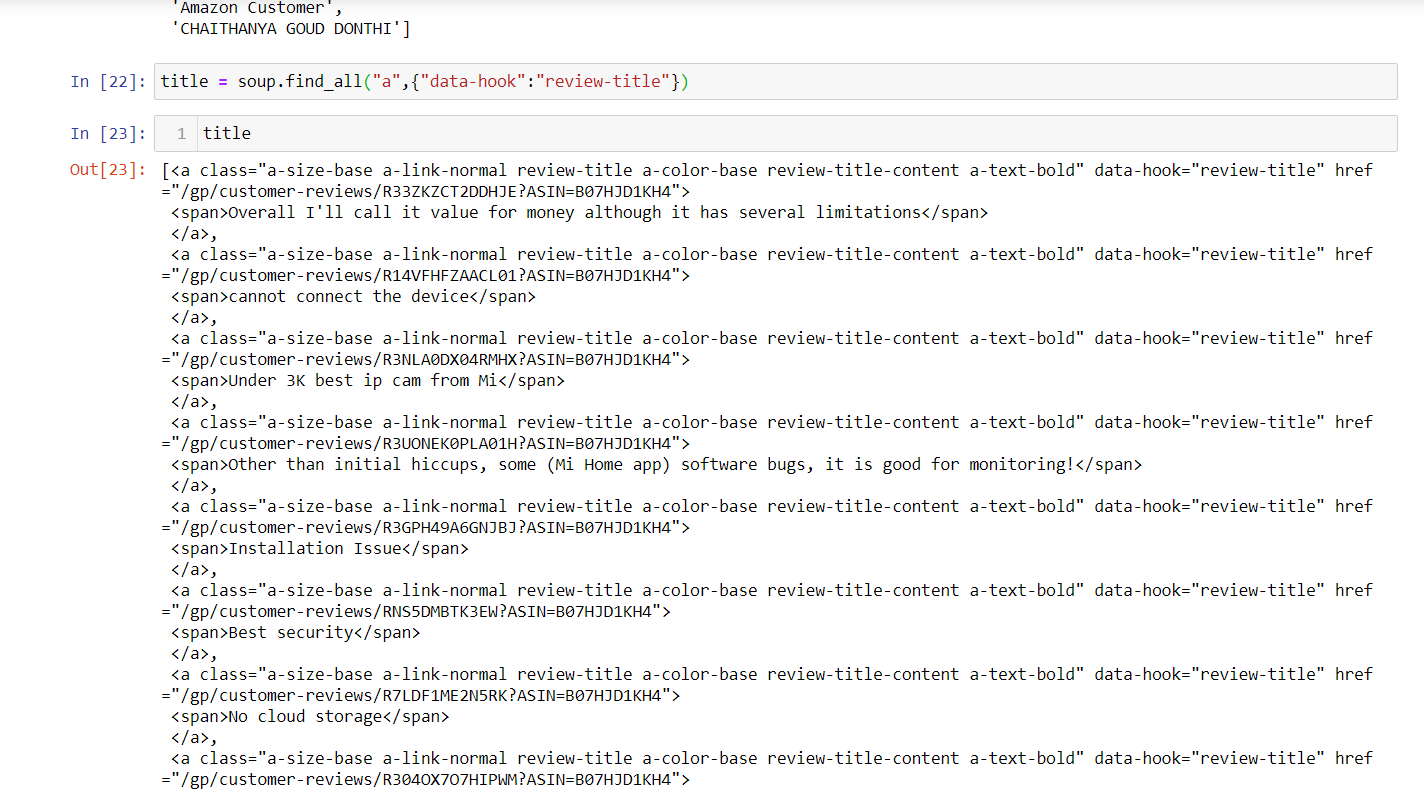 'Amazon Customer',
'CHAITHANYA GOUD DONTHI']
In [22]: title = soup.find_all("a",{"data-hook":"review-title"})
In [23]: 1 title
Out[23]: [<a class="a-size-base a-link-normal review-title a-color-base review-title-content a-text-bold" data-hook="review-title" href
="/gp/customer-reviews/R33ZKZCT2DDHJE?ASIN=B07HJD1KH4">
<span>Overall I'll call it value for money although it has several limitations</span>
</a>,
<a class="a-size-base a-link-normal review-title a-color-base review-title-content a-text-bold" data-hook="review-title" href
="/gp/customer-reviews/R14VFHFZAACL01?ASIN=B07HJD1KH4">
<span>cannot connect the device</span>
</a>,
<a class="a-size-base a-link-normal review-title a-color-base review-title-content a-text-bold" data-hook="review-title" href
="/gp/customer-reviews/R3NLA0DX04RMHX?ASIN=B07HJD1KH4">
<span>Under 3K best ip cam from Mi</span>
</a>,
<a class="a-size-base a-link-normal review-title a-color-base review-title-content a-text-bold" data-hook="review-title" href
="/gp/customer-reviews/R3UONEK0PLA01H?ASIN=B07HJD1KH4">
<span>Other than initial hiccups, some (Mi Home app) software bugs, it is good for monitoring!</span>
</a>,
<a class="a-size-base a-link-normal review-title a-color-base review-title-content a-text-bold" data-hook="review-title" href
="/gp/customer-reviews/R3GPH49A6GNJBJ?ASIN=B07HJD1KH4">
<span>Installation Issue</span>
</a>,
<a class="a-size-base a-link-normal review-title a-color-base review-title-content a-text-bold" data-hook="review-title" href
="/gp/customer-reviews/RNS5DMBTK3EW?ASIN=B07HJD1KH4">
<span>Best security</span>
</a>,
<a class="a-size-base a-link-normal review-title a-color-base review-title-content a-text-bold" data-hook="review-title" href
="/gp/customer-reviews/R7LDF1ME2N5RK?ASIN=B07HJD1KH4">
<span>No cloud storage</span>
</a>,
<a class="a-size-base a-link-normal review-title a-color-base review-title-content a-text-bold" data-hook="review-title" href
="/gp/customer-reviews/R304OX7O7HIPWM?ASIN=B07HJD1KH4">